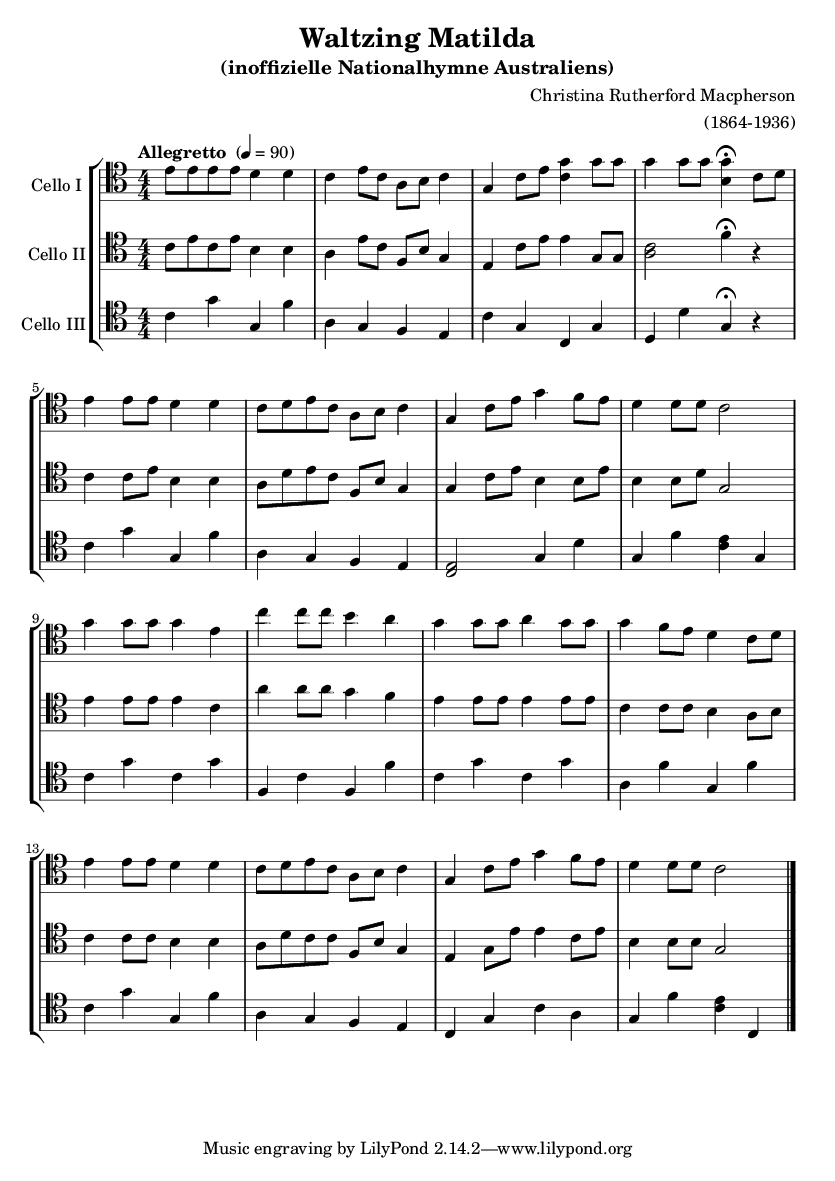 Waltzing Matilda
(inoffizielle Nationalhymne Australiens)
Christina Rutherford Macpherson
(1864-1936)
Allegretto (♩ = 90)
Cello I
Cello II
Cello III
5
9
13
Music engraving by LilyPond 2.14.2—www.lilypond.org